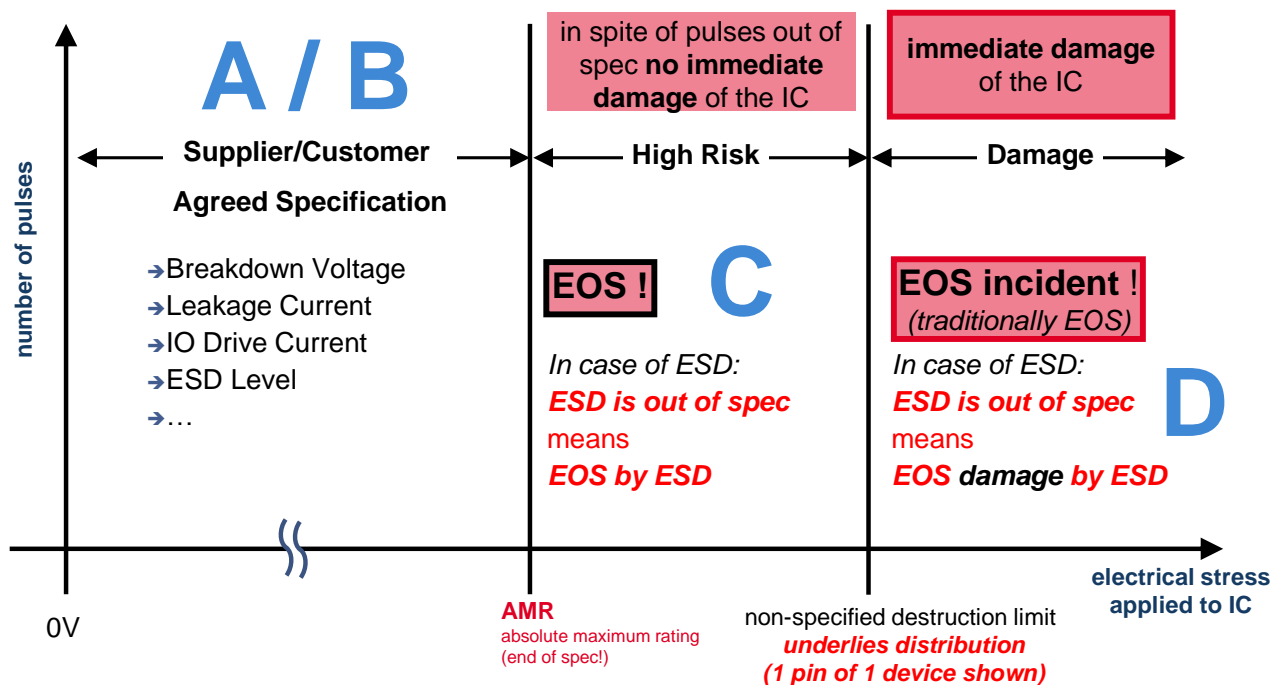 A / B
in spite of pulses out of
spec no immediate
damage of the IC
immediate damage
of the IC
Supplier/Customer
Agreed Specification
High Risk
Damage
number of pulses
➔Breakdown Voltage
➔Leakage Current
➔IO Drive Current
➔ESD Level
➔…
EOS !
C
In case of ESD:
ESD is out of spec
means
EOS by ESD
EOS incident !
(traditionally EOS)
In case of ESD:
ESD is out of spec
means
EOS damage by ESD
D
electrical stress
applied to IC
0V
AMR
absolute maximum rating
(end of spec!)
non-specified destruction limit
underlies distribution
(1 pin of 1 device shown)